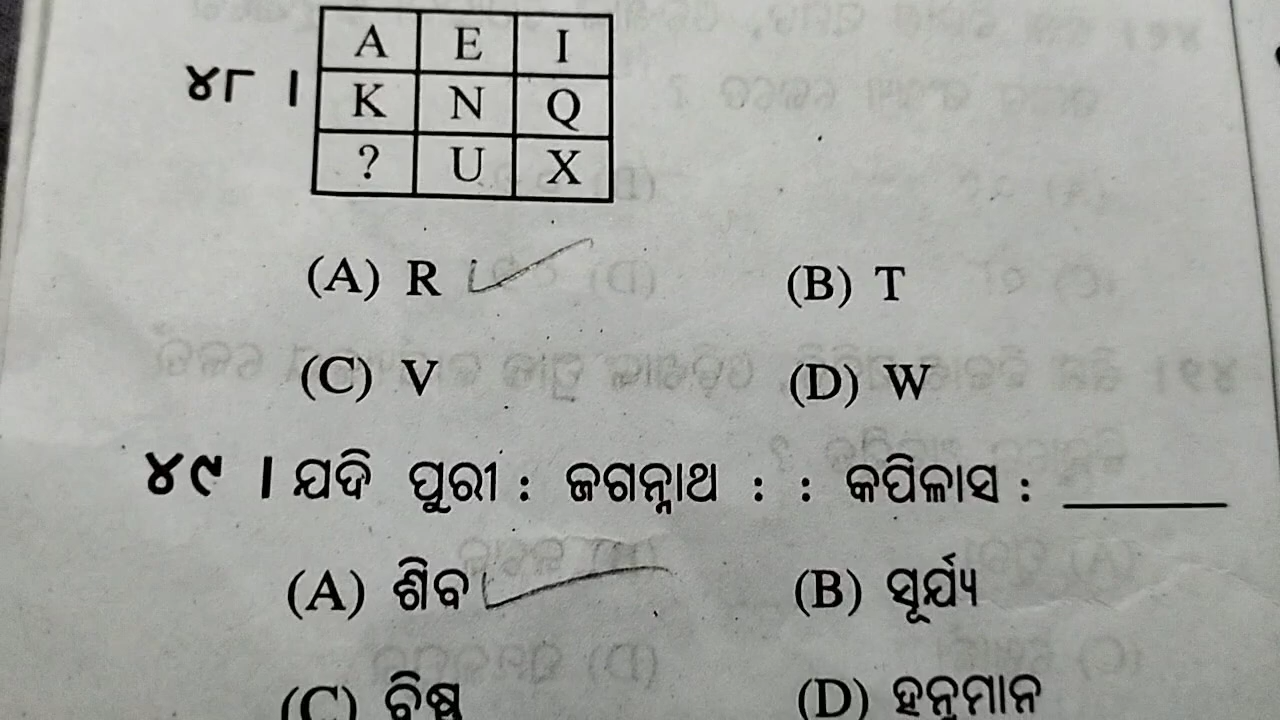 A E I
୪୮ । K N Q
? U X
(A) R (B) T
(C) V (D) W
୪୯ । ଯଦି ପୁରୀ : ଜଗନ୍ନାଥ : : କପିଳାସ : ______
(A) ଶିବ (B) ସୂର୍ଯ୍ୟ
(C) ବିଷ୍ଣୁ (D) ହନୁମାନ